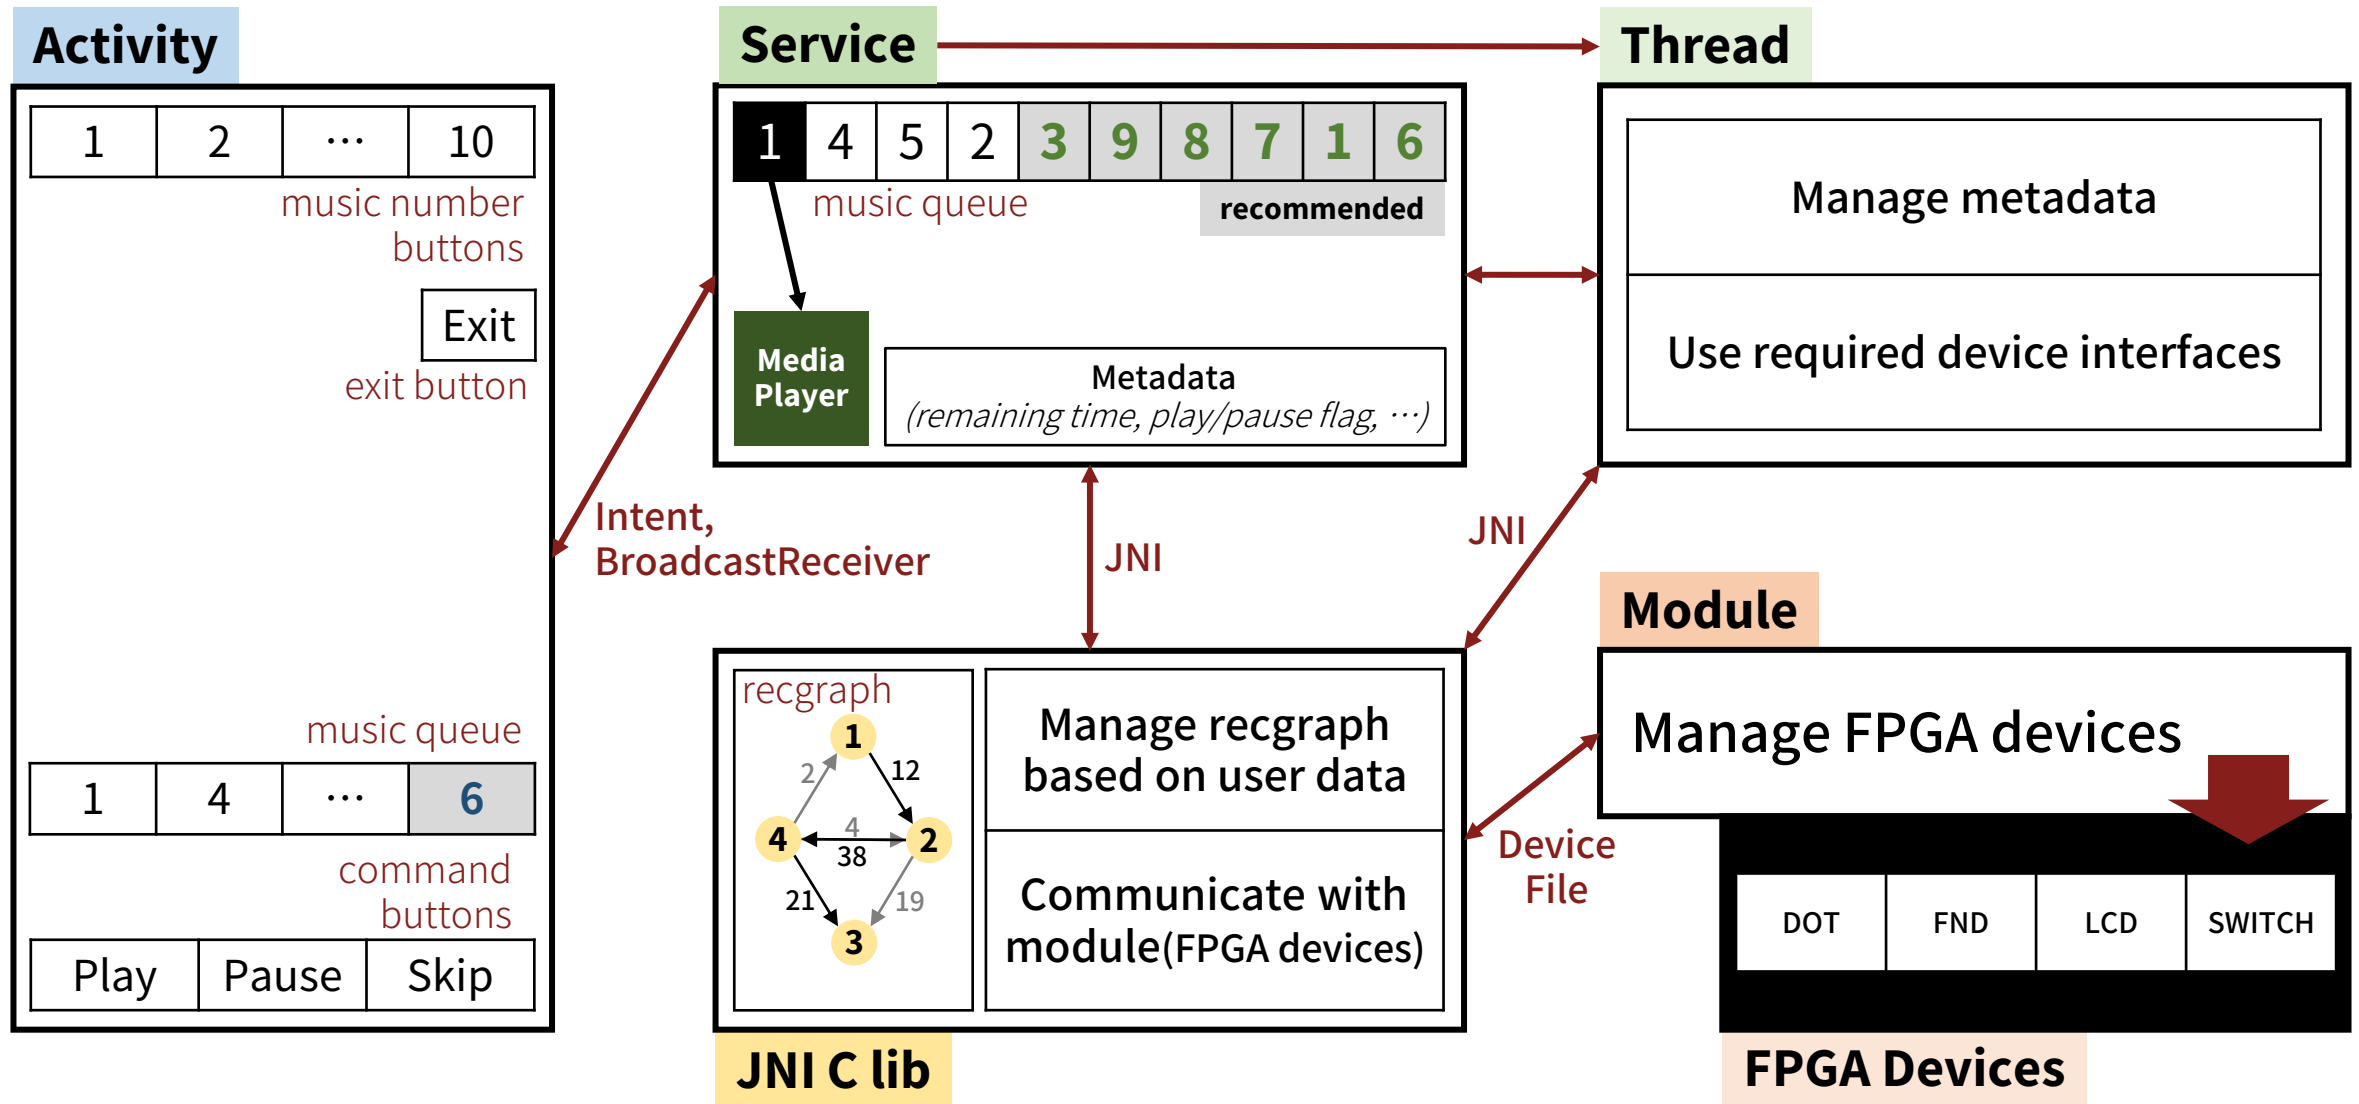 Activity
1 2 ⋯ 10
music number
buttons
Exit
exit button
music queue
1 4 ⋯ 6
command
buttons
Play Pause Skip
Service
1 4 5 2 3 9 8 7 1 6
music queue
recommended
Media
Player
Metadata
(remaining time, play/pause flag, ⋯)
Thread
Manage metadata
Use required device interfaces
Intent,
BroadcastReceiver
JNI
JNI
recgraph
1
2
12
4
4
2
38
21
19
3
Manage recgraph
based on user data
Communicate with
module(FPGA devices)
JNI C lib
Device
File
Module
Manage FPGA devices
DOT FND LCD SWITCH
FPGA Devices